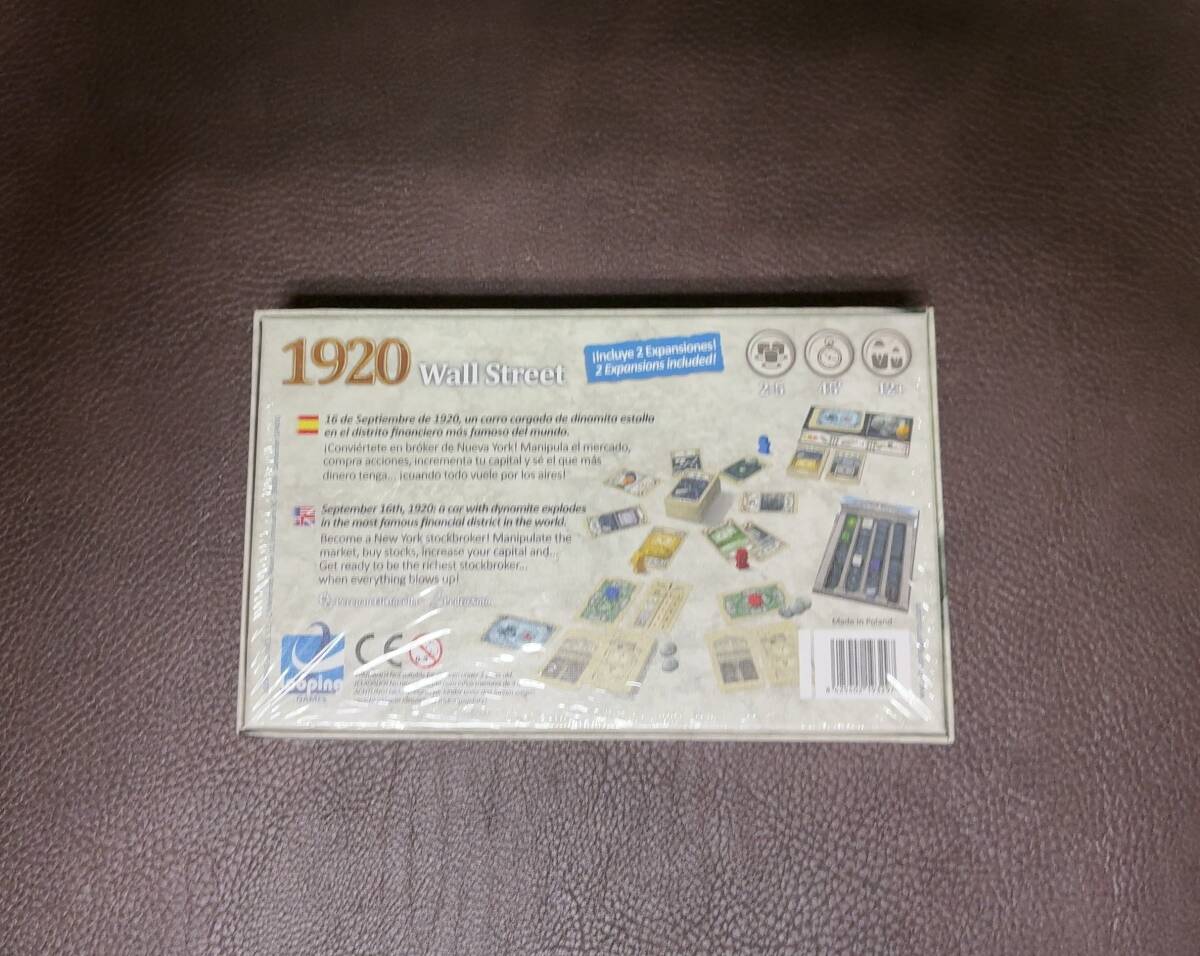 1920 Wall Street
¡Incluye 2 Expansiones!
2 Expansions included!
16 de Septiembre de 1920, un carro cargado de dinamita estalla
en el distrito financiero más famoso del mundo.
¡Conviértete en bróker de Nueva York! Manipula el mercado,
compra acciones, incrementa tu capital y sé el que más
dinero tenga... ¡cuando todo vuele por los aires!
September 16th, 1920; a car with dynamite explodes
in the most famous financial district in the world.
Become a New York stockbroker! Manipulate the
market, buy stocks, increase your capital and...
Get ready to be the richest stockbroker...
when everything blows up!
Made in Poland
looping
GAMES
CE